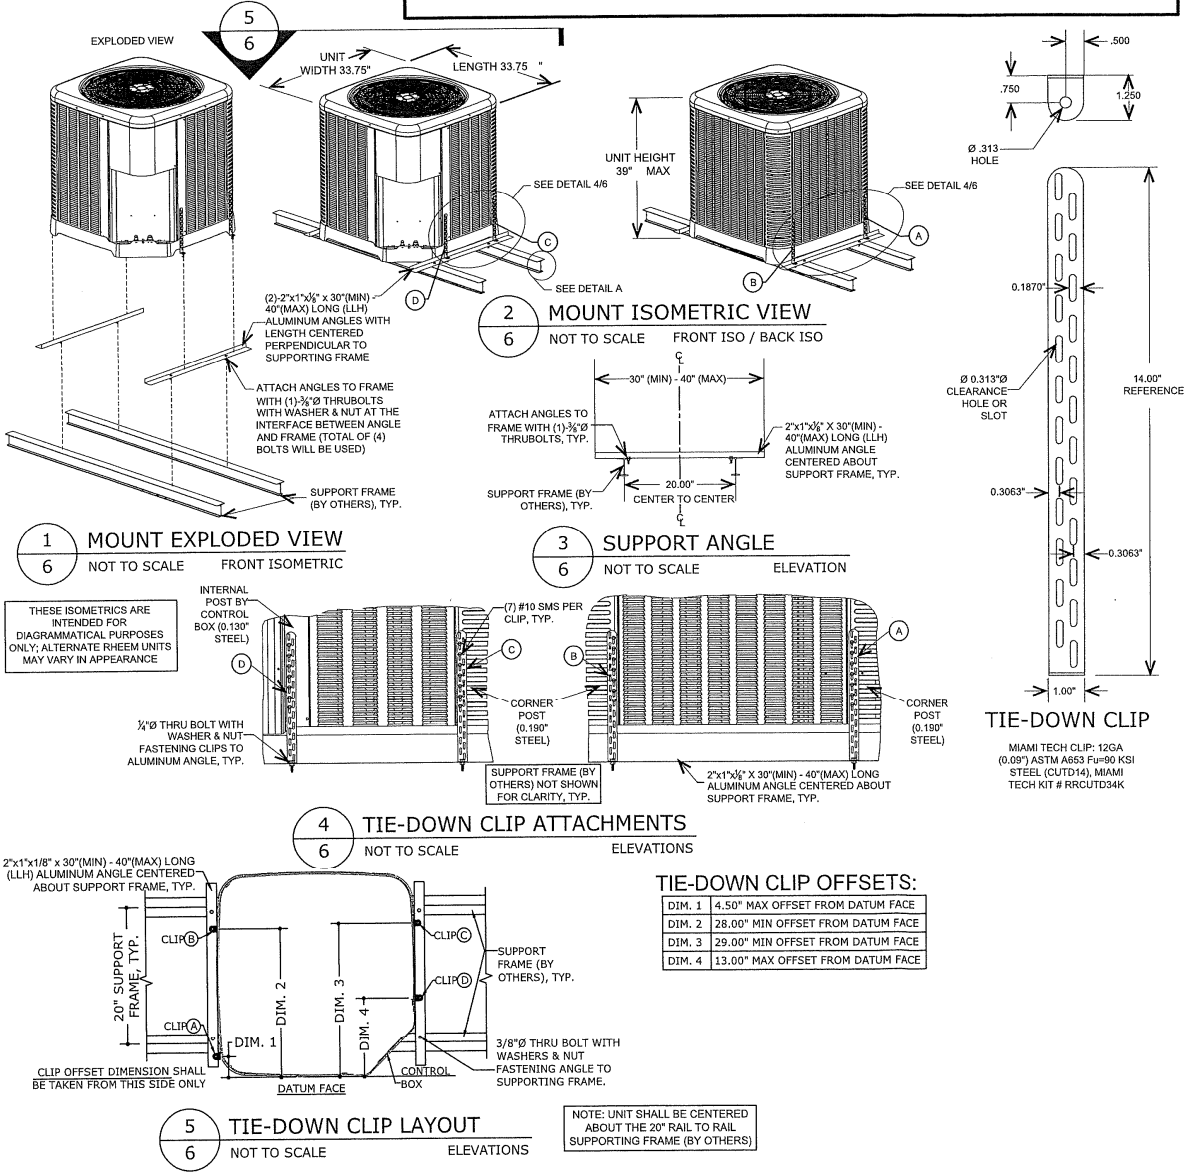 EXPLODED VIEW
5
6
UNIT
WIDTH 33.75"
LENGTH 33.75 "
UNIT HEIGHT
39" MAX
SEE DETAIL 4/6
SEE DETAIL 4/6
A
B
C
D
SEE DETAIL A
.500
.750
1.250
Ø .313
HOLE
(2)-2"x1"x⅛" x 30"(MIN) -
40"(MAX) LONG (LLH)
ALUMINUM ANGLES WITH
LENGTH CENTERED
PERPENDICULAR TO
SUPPORTING FRAME
ATTACH ANGLES TO FRAME
WITH (1)-⅜"Ø THRUBOLTS
WITH WASHER & NUT AT THE
INTERFACE BETWEEN ANGLE
AND FRAME (TOTAL OF (4)
BOLTS WILL BE USED)
SUPPORT FRAME
(BY OTHERS), TYP.
1
6
MOUNT EXPLODED VIEW
NOT TO SCALE FRONT ISOMETRIC
2
6
MOUNT ISOMETRIC VIEW
NOT TO SCALE FRONT ISO / BACK ISO
CL
30" (MIN) - 40" (MAX)
ATTACH ANGLES TO
FRAME WITH (1)-⅜"Ø
THRUBOLTS, TYP.
2"x1"x⅛" X 30"(MIN) -
40"(MAX) LONG (LLH)
ALUMINUM ANGLE
CENTERED ABOUT
SUPPORT FRAME, TYP.
SUPPORT FRAME (BY
OTHERS), TYP.
20.00"
CENTER TO CENTER
CL
3
6
SUPPORT ANGLE
NOT TO SCALE ELEVATION
0.1870"
Ø 0.313"Ø
CLEARANCE
HOLE OR
SLOT
14.00"
REFERENCE
0.3063"
0.3063"
1.00"
TIE-DOWN CLIP
MIAMI TECH CLIP: 12GA
(0.09") ASTM A653 Fu=90 KSI
STEEL (CUTD14), MIAMI
TECH KIT # RRCUTD34K
THESE ISOMETRICS ARE
INTENDED FOR
DIAGRAMMATICAL PURPOSES
ONLY; ALTERNATE RHEEM UNITS
MAY VARY IN APPEARANCE
INTERNAL
POST BY
CONTROL
BOX (0.130"
STEEL)
D
(7) #10 SMS PER
CLIP, TYP.
C
B
A
CORNER
POST
(0.190"
STEEL)
CORNER
POST
(0.190"
STEEL)
¼"Ø THRU BOLT WITH
WASHER & NUT
FASTENING CLIPS TO
ALUMINUM ANGLE, TYP.
SUPPORT FRAME (BY
OTHERS) NOT SHOWN
FOR CLARITY, TYP.
2"x1"x⅛" X 30"(MIN) - 40"(MAX) LONG
ALUMINUM ANGLE CENTERED ABOUT
SUPPORT FRAME, TYP.
4
6
TIE-DOWN CLIP ATTACHMENTS
NOT TO SCALE ELEVATIONS
2"x1"x1/8" x 30"(MIN) - 40"(MAX) LONG
(LLH) ALUMINUM ANGLE CENTERED
ABOUT SUPPORT FRAME, TYP.
CLIP B
CLIP C
CLIP D
CLIP A
20" SUPPORT
FRAME, TYP.
DIM. 1
DIM. 2
DIM. 3
DIM. 4
SUPPORT
FRAME (BY
OTHERS), TYP.
3/8"Ø THRU BOLT WITH
WASHERS & NUT
FASTENING ANGLE TO
SUPPORTING FRAME.
CLIP OFFSET DIMENSION SHALL
BE TAKEN FROM THIS SIDE ONLY
DATUM FACE
CONTROL
BOX
TIE-DOWN CLIP OFFSETS:
DIM. 1 4.50" MAX OFFSET FROM DATUM FACE
DIM. 2 28.00" MIN OFFSET FROM DATUM FACE
DIM. 3 29.00" MIN OFFSET FROM DATUM FACE
DIM. 4 13.00" MAX OFFSET FROM DATUM FACE
5
6
TIE-DOWN CLIP LAYOUT
NOT TO SCALE ELEVATIONS
NOTE: UNIT SHALL BE CENTERED
ABOUT THE 20" RAIL TO RAIL
SUPPORTING FRAME (BY OTHERS)